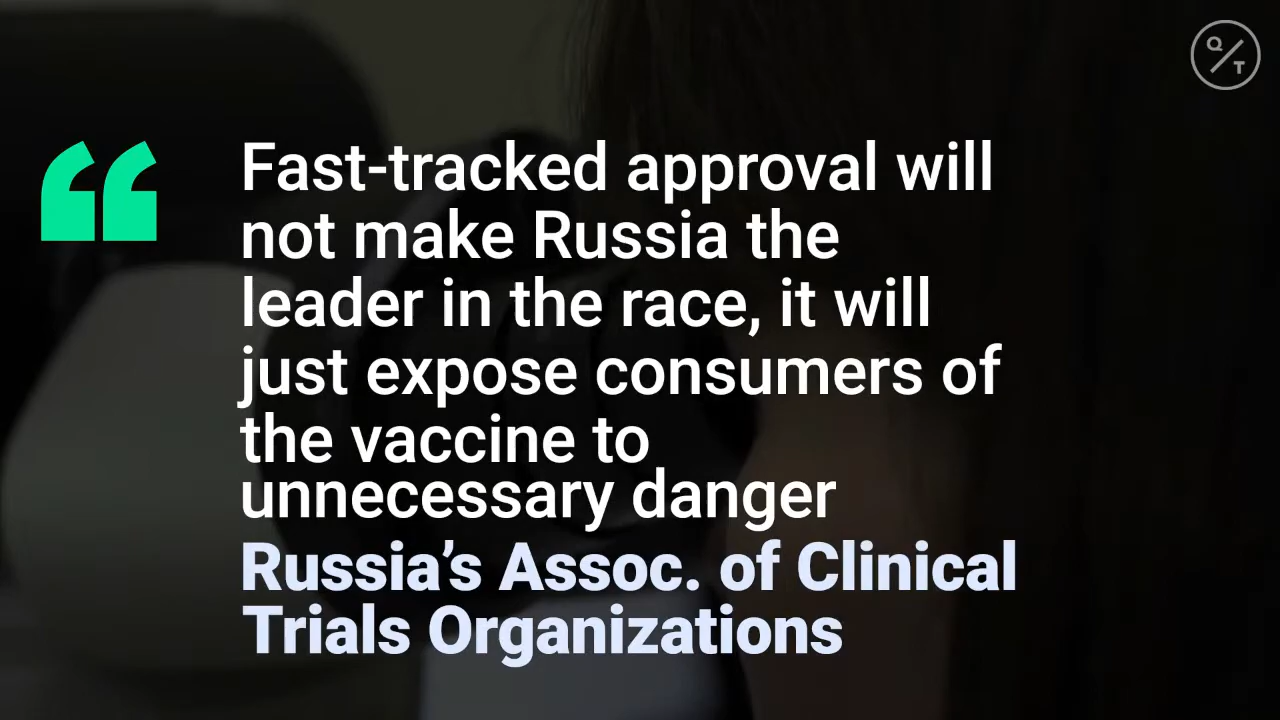 Q
T
“
Fast-tracked approval will
not make Russia the
leader in the race, it will
just expose consumers of
the vaccine to
unnecessary danger
Russia’s Assoc. of Clinical
Trials Organizations